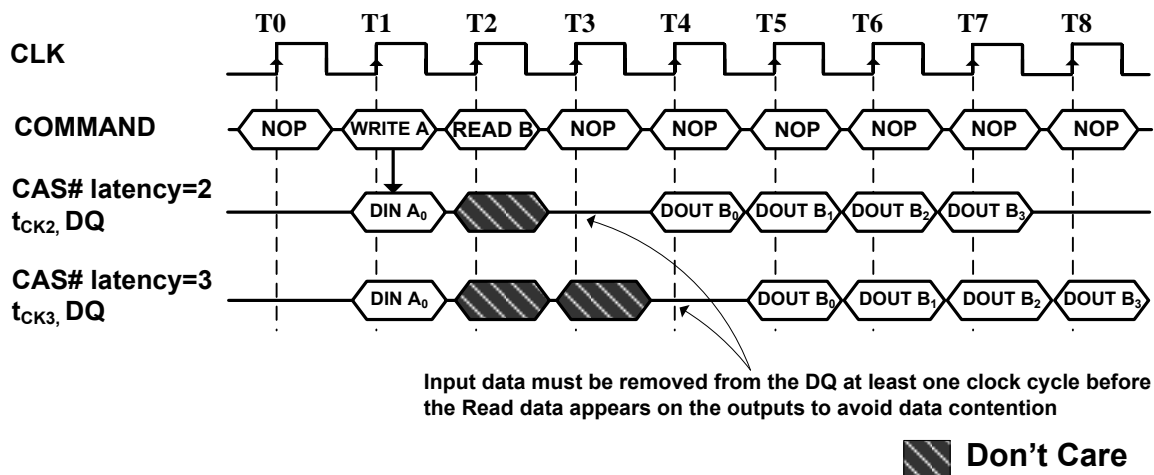 T0 T1 T2 T3 T4 T5 T6 T7 T8
CLK
COMMAND NOP WRITE A READ B NOP NOP NOP NOP NOP NOP
CAS# latency=2
tCK2, DQ DIN A0 DOUT B0 DOUT B1 DOUT B2 DOUT B3
CAS# latency=3
tCK3, DQ DIN A0 DOUT B0 DOUT B1 DOUT B2 DOUT B3
Input data must be removed from the DQ at least one clock cycle before
the Read data appears on the outputs to avoid data contention
Don't Care